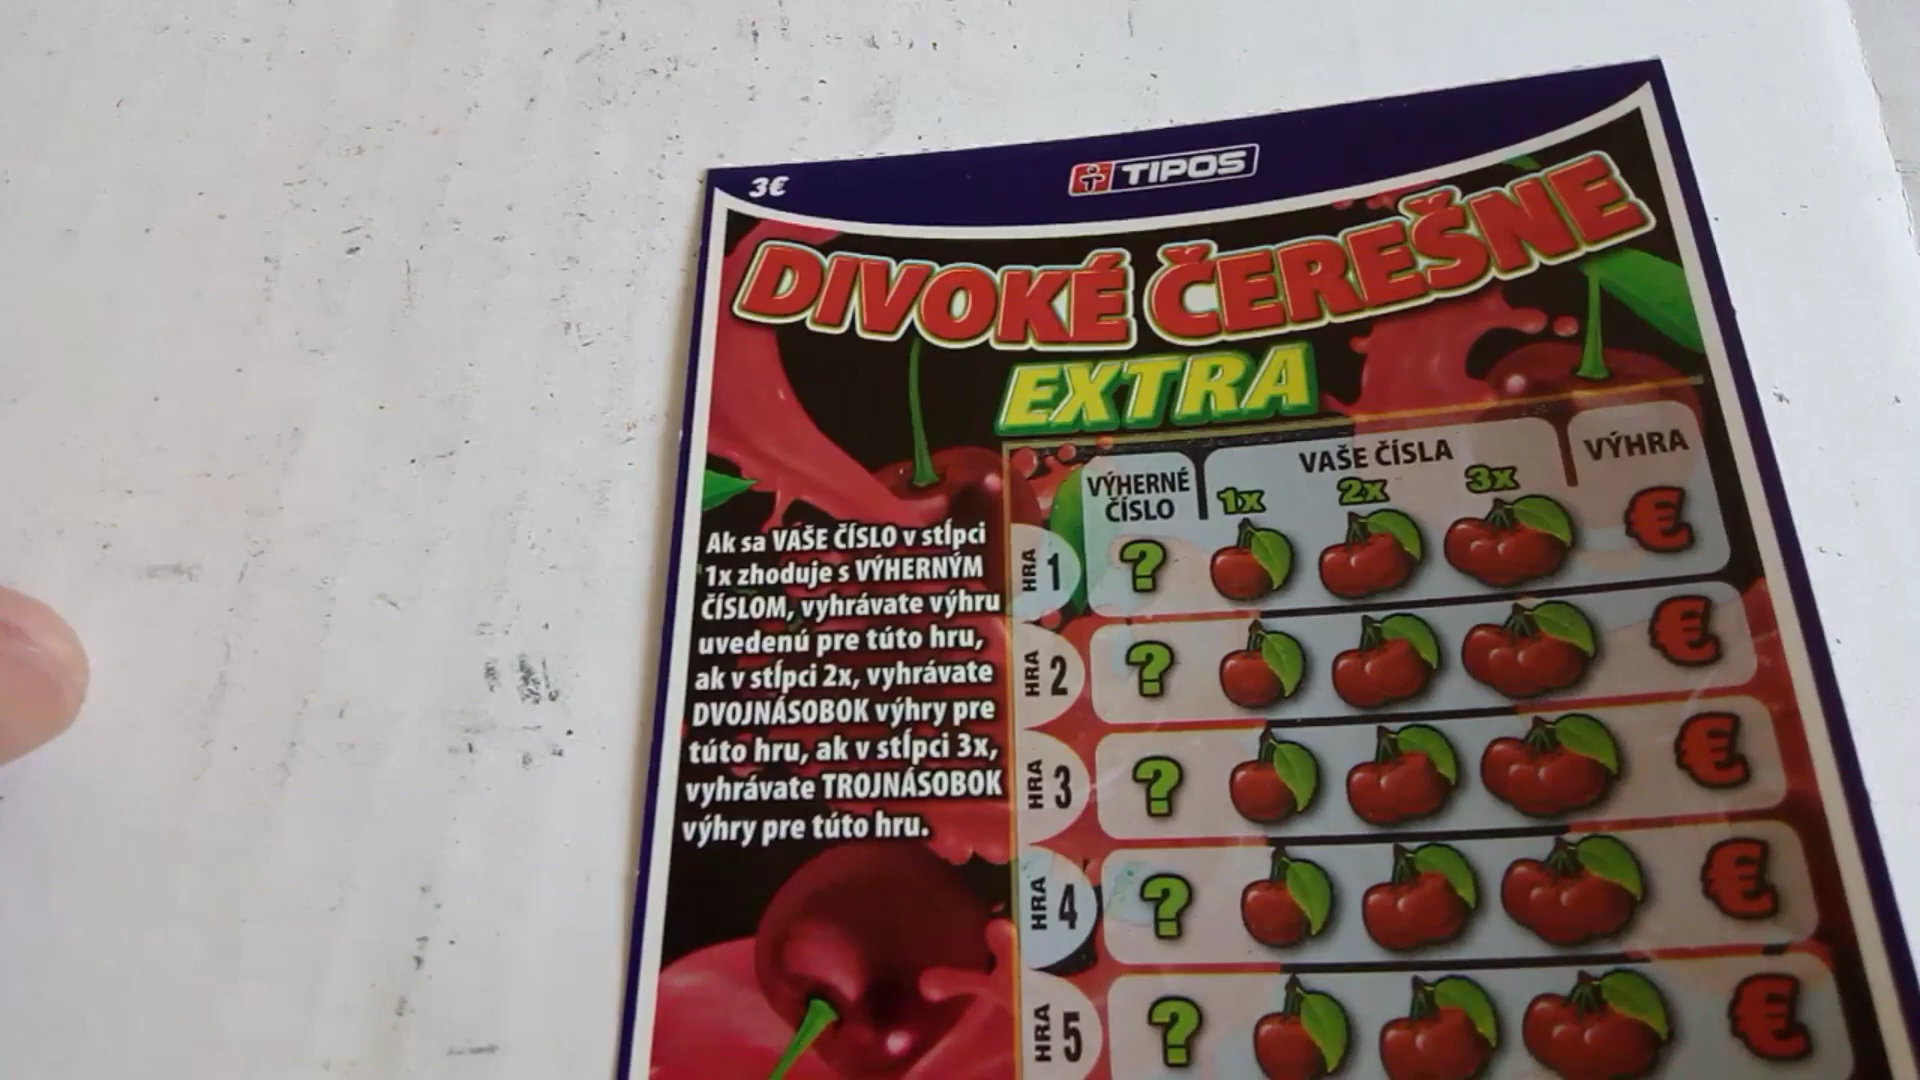 3€
TIPOS
DIVOKÉ ČEREŠNE
EXTRA
Ak sa VAŠE ČÍSLO v stĺpci
1x zhoduje s VÝHERNÝM
ČÍSLOM, vyhrávate výhru
uvedenú pre túto hru,
ak v stĺpci 2x, vyhrávate
DVOJNÁSOBOK výhry pre
túto hru, ak v stĺpci 3x,
vyhrávate TROJNÁSOBOK
výhry pre túto hru.
VÝHERNÉ
ČÍSLO
VAŠE ČÍSLA
1x 2x 3x
VÝHRA
HRA 1 ? €
HRA 2 ? €
HRA 3 ? €
HRA 4 ? €
HRA 5 ? €